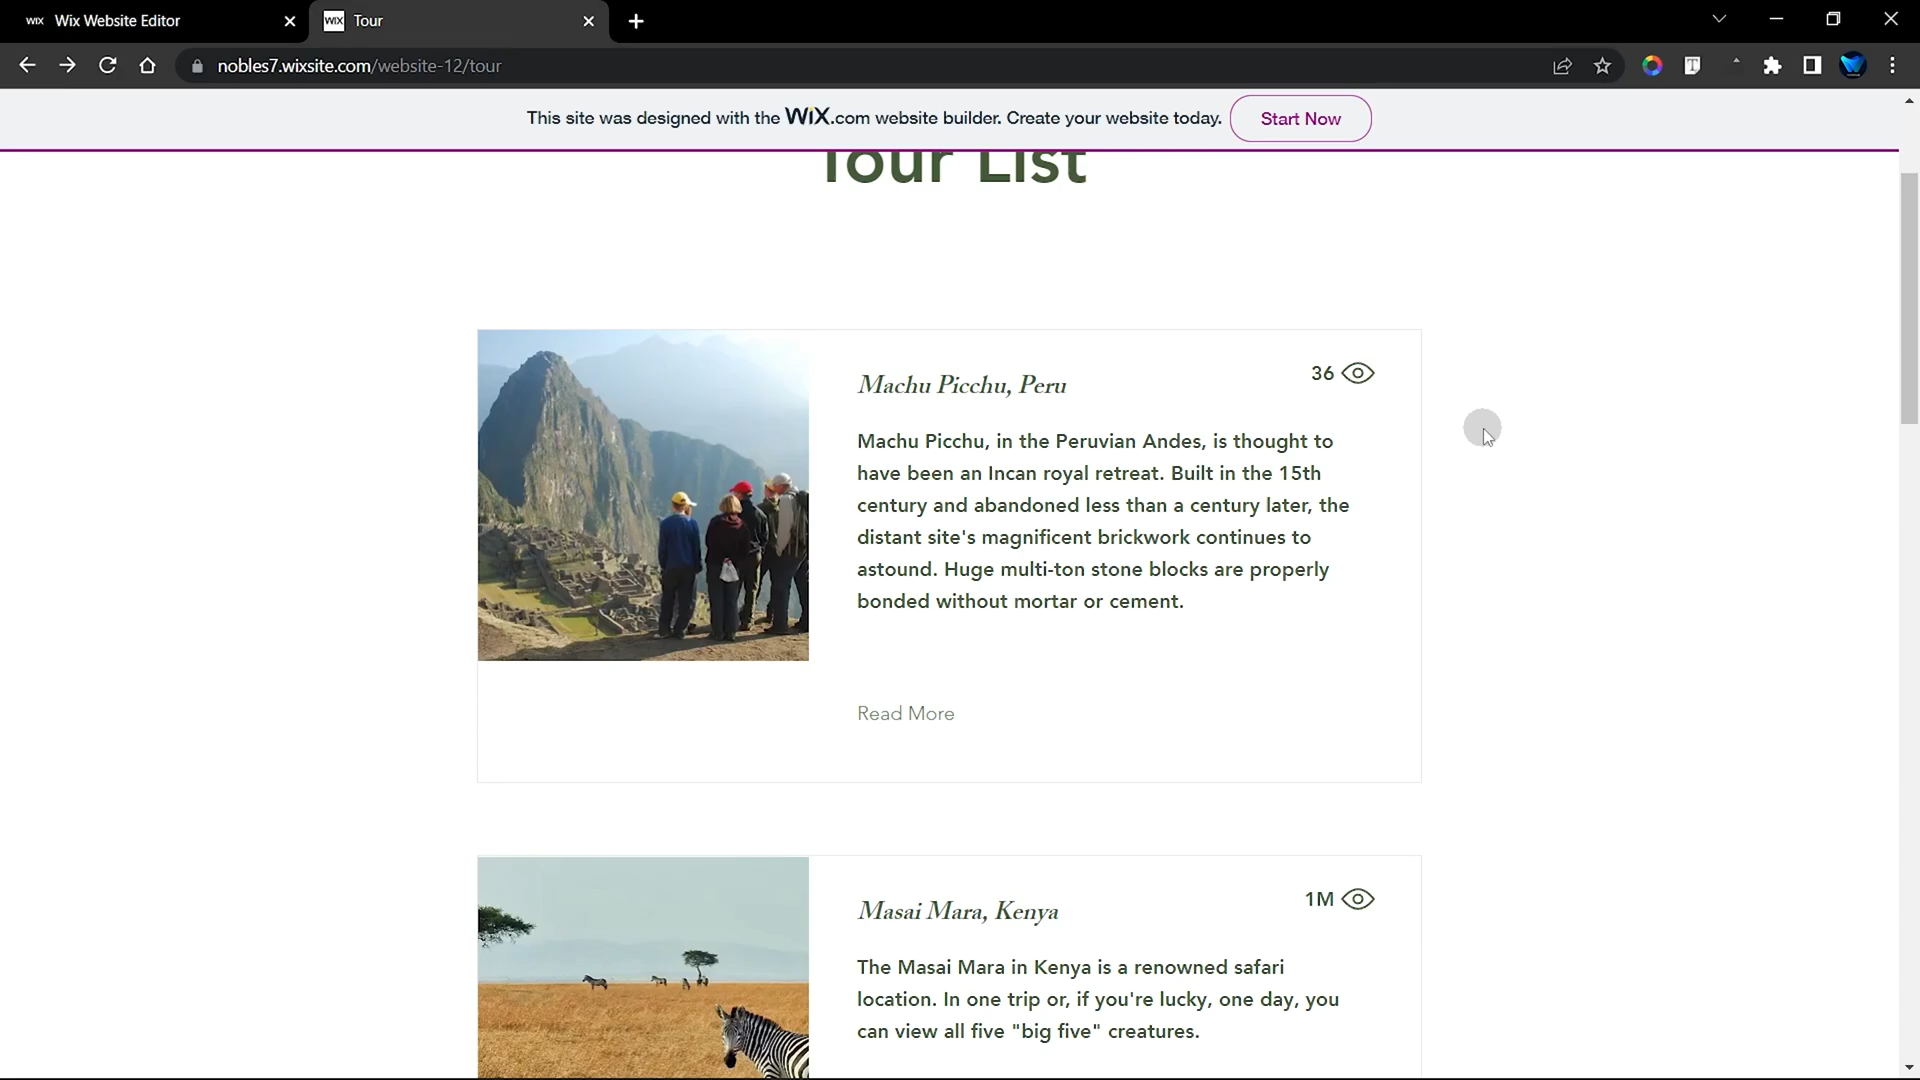 WiX Wix Website Editor
WiX Tour
nobles7.wixsite.com/website-12/tour
This site was designed with the WiX.com website builder. Create your website today. Start Now
Tour List
Machu Picchu, Peru
36
Machu Picchu, in the Peruvian Andes, is thought to
have been an Incan royal retreat. Built in the 15th
century and abandoned less than a century later, the
distant site's magnificent brickwork continues to
astound. Huge multi-ton stone blocks are properly
bonded without mortar or cement.
Read More
Masai Mara, Kenya
1M
The Masai Mara in Kenya is a renowned safari
location. In one trip or, if you're lucky, one day, you
can view all five "big five" creatures.